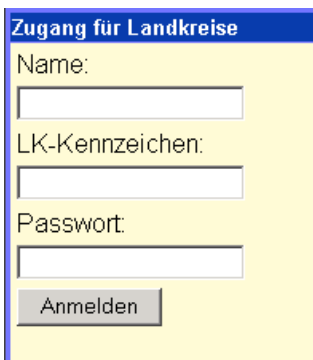 Zugang für Landkreise
Name:
LK-Kennzeichen:
Passwort:
Anmelden